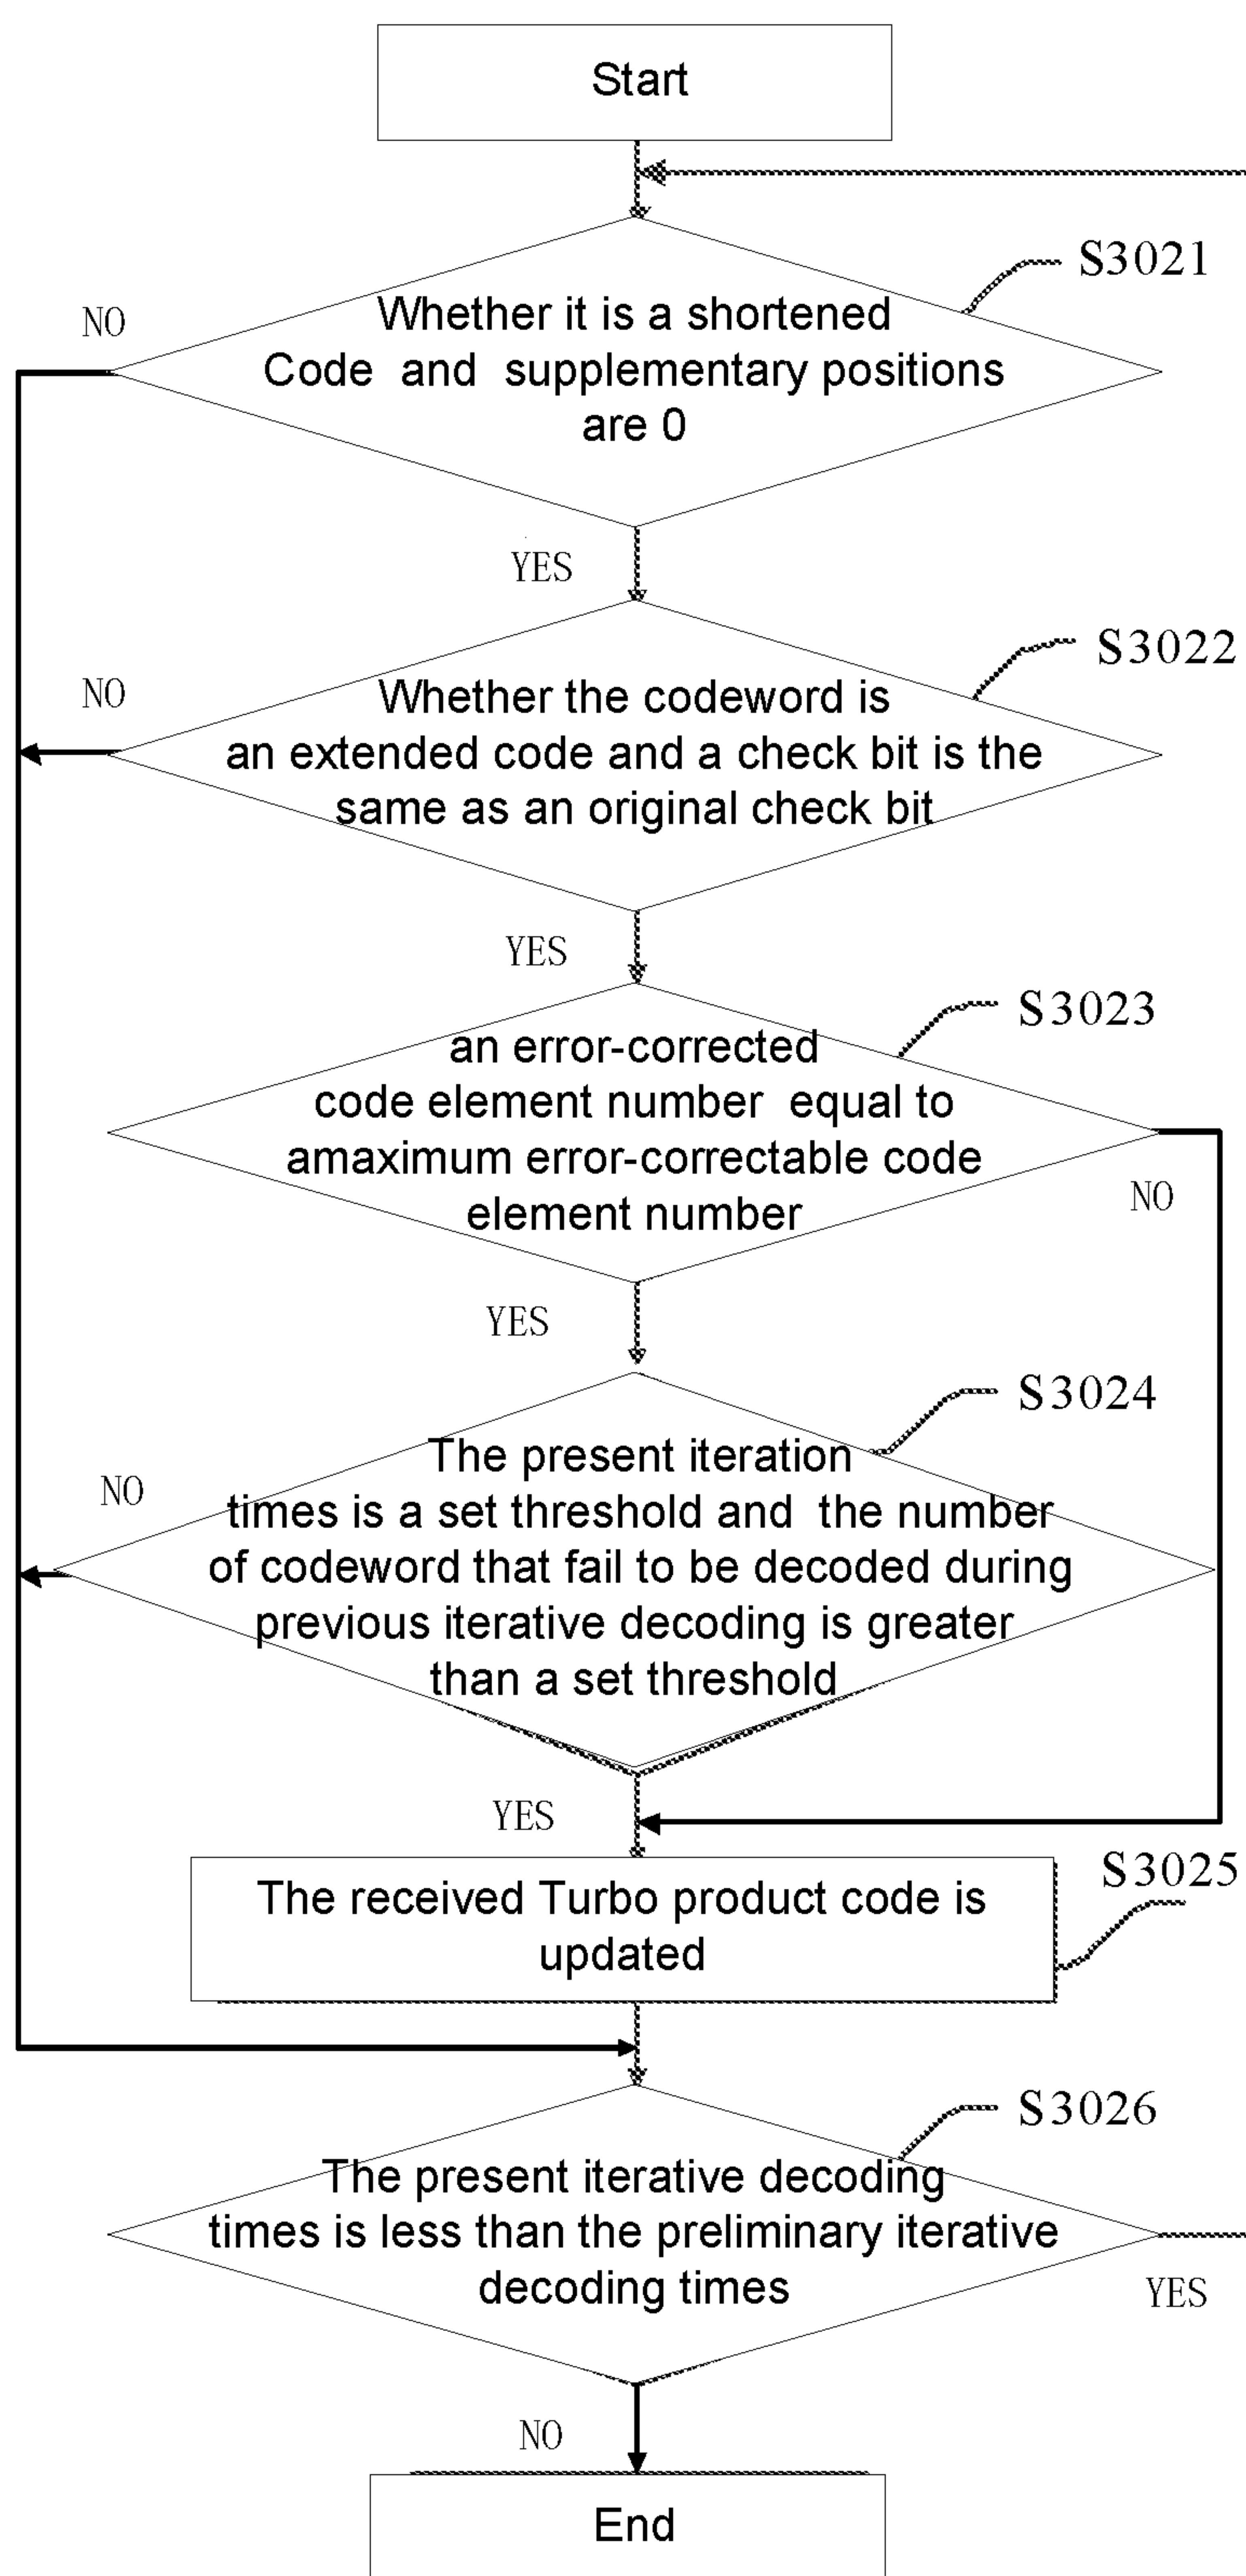 Start
S3021
NO
Whether it is a shortened
Code and supplementary positions
are 0
YES
S3022
NO
Whether the codeword is
an extended code and a check bit is the
same as an original check bit
YES
S3023
an error-corrected
code element number equal to
amaximum error-correctable code
element number
NO
YES
S3024
NO
The present iteration
times is a set threshold and the number
of codeword that fail to be decoded during
previous iterative decoding is greater
than a set threshold
YES
S3025
The received Turbo product code is
updated
S3026
The present iterative decoding
times is less than the preliminary iterative
decoding times
YES
NO
End